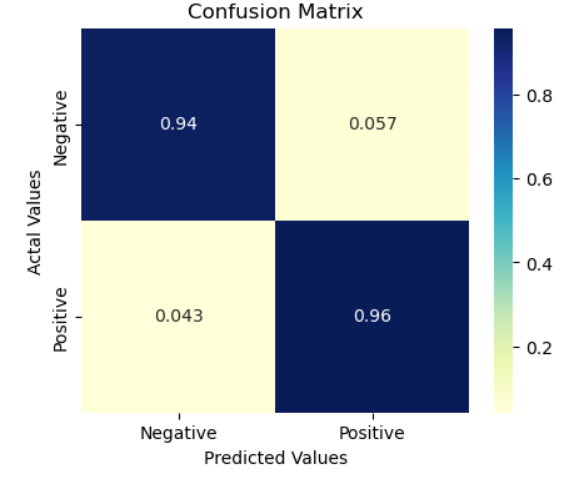 Confusion Matrix
Actal Values
Negative
0.94
0.057
Positive
0.043
0.96
Negative
Positive
Predicted Values
0.8
0.6
0.4
0.2